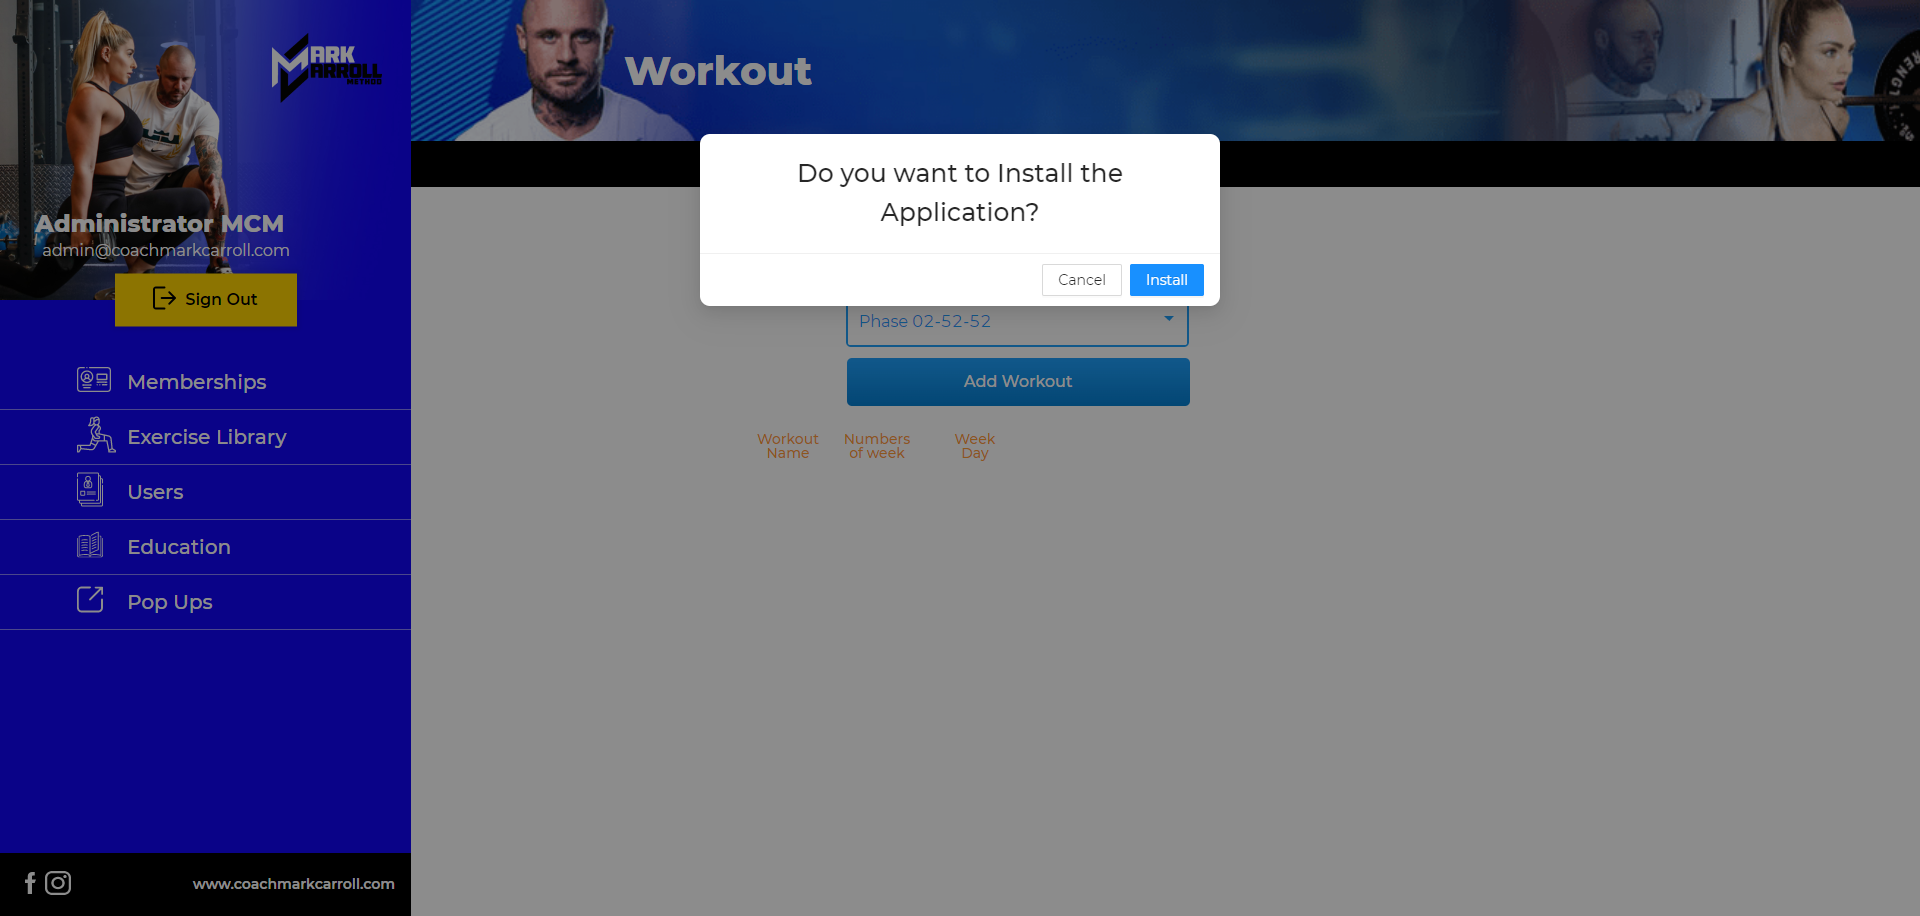 MARK
CARROLL
METHOD
Administrator MCM
admin@coachmarkcarroll.com
Sign Out
Memberships
Exercise Library
Users
Education
Pop Ups
www.coachmarkcarroll.com
Workout
Do you want to Install the
Application?
Cancel
Install
Phase 02-52-52
Add Workout
Workout
Name
Numbers
of week
Week
Day